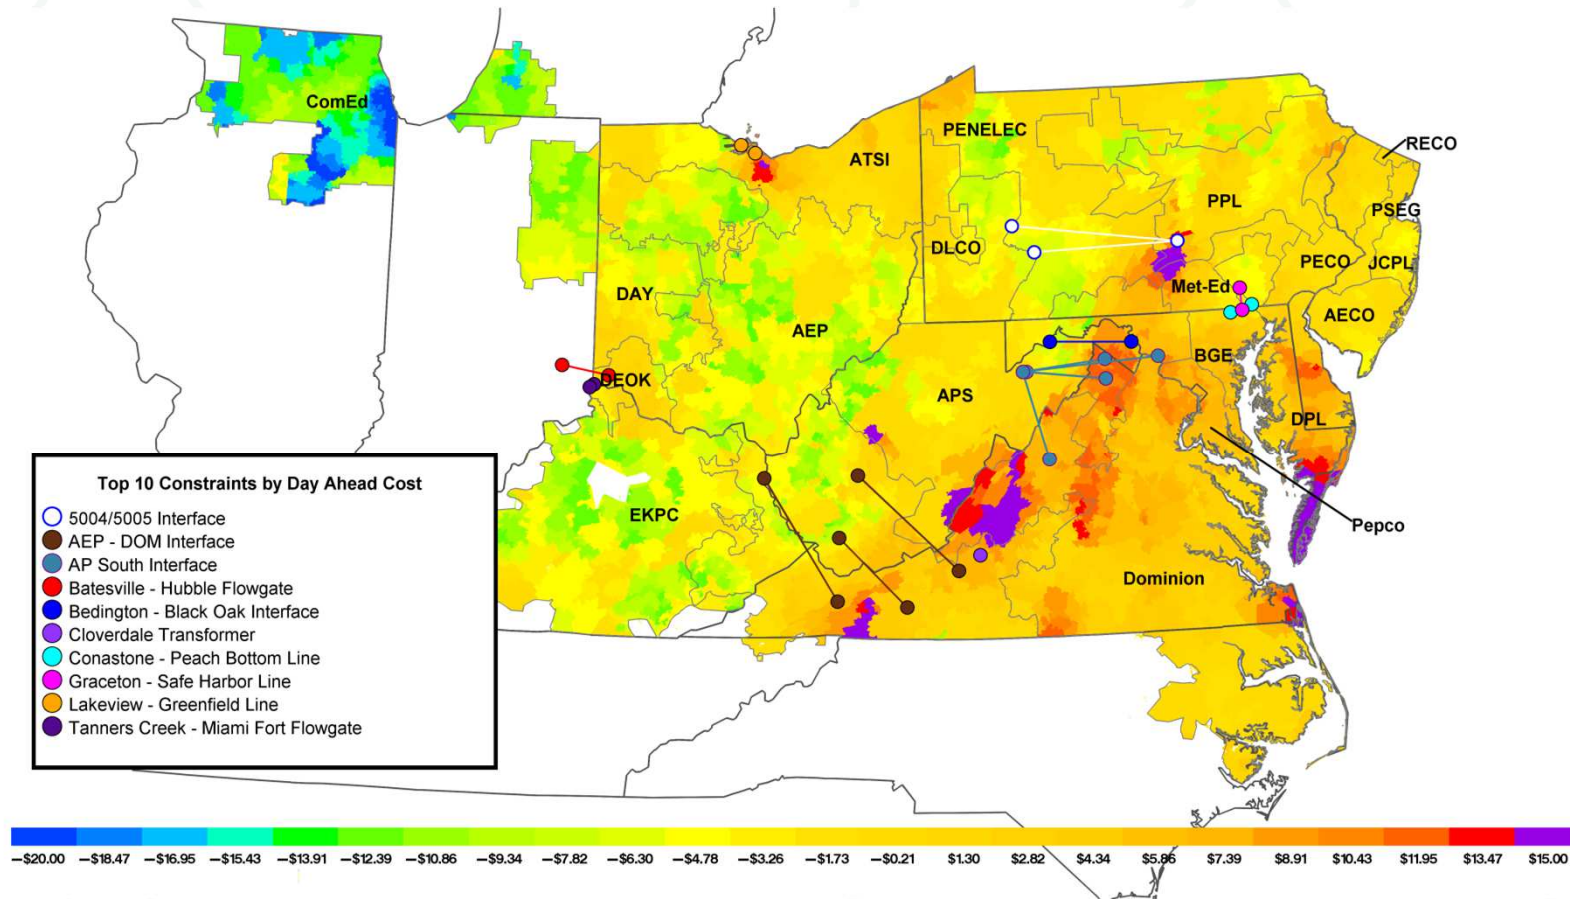 ComEd
PENELEC
RECO
ATSI
PPL
PSEG
DLCO
PECO
JCPL
Met-Ed
DAY
AEP
AECO
BGE
DEOK
APS
DPL
EKPC
Pepco
Dominion
Top 10 Constraints by Day Ahead Cost
5004/5005 Interface
AEP - DOM Interface
AP South Interface
Batesville - Hubble Flowgate
Bedington - Black Oak Interface
Cloverdale Transformer
Conastone - Peach Bottom Line
Graceton - Safe Harbor Line
Lakeview - Greenfield Line
Tanners Creek - Miami Fort Flowgate
−$20.00 −$18.47 −$16.95 −$15.43 −$13.91 −$12.39 −$10.86 −$9.34 −$7.82 −$6.30 −$4.78 −$3.26 −$1.73 −$0.21 $1.30 $2.82 $4.34 $5.86 $7.39 $8.91 $10.43 $11.95 $13.47 $15.00